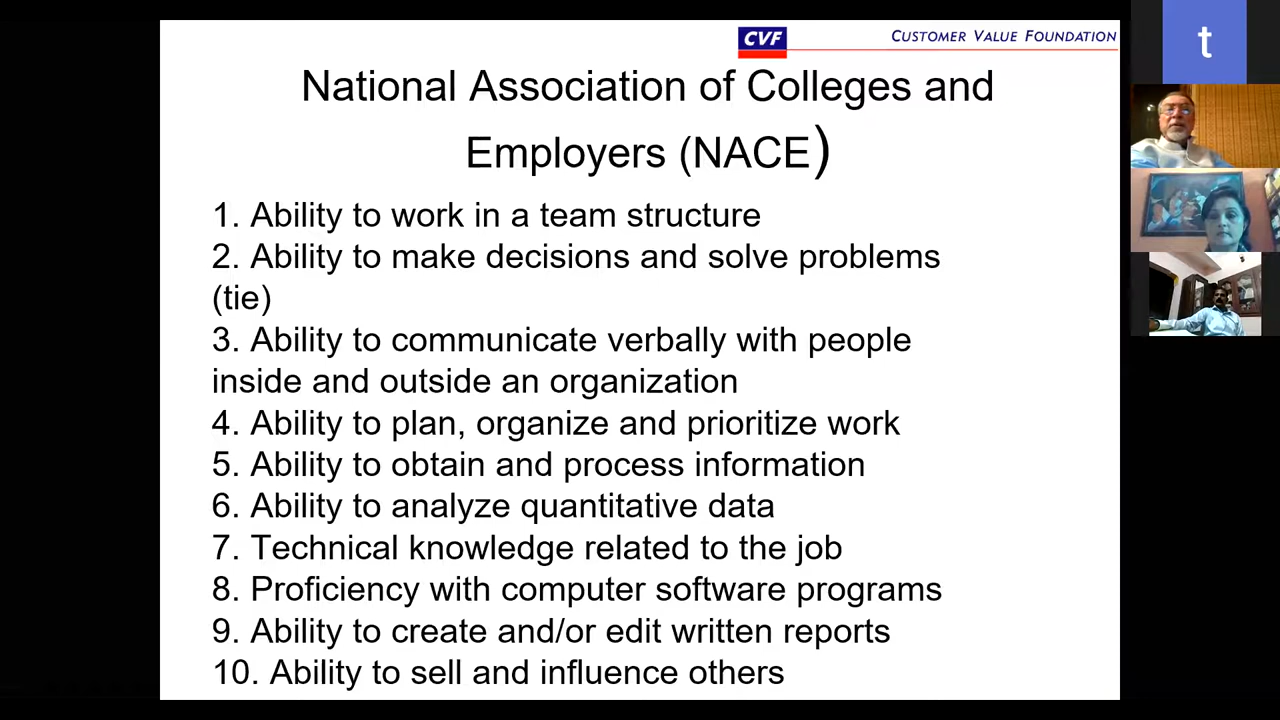 CVF
CUSTOMER VALUE FOUNDATION
National Association of Colleges and
Employers (NACE)
1. Ability to work in a team structure
2. Ability to make decisions and solve problems
(tie)
3. Ability to communicate verbally with people
inside and outside an organization
4. Ability to plan, organize and prioritize work
5. Ability to obtain and process information
6. Ability to analyze quantitative data
7. Technical knowledge related to the job
8. Proficiency with computer software programs
9. Ability to create and/or edit written reports
10. Ability to sell and influence others
t